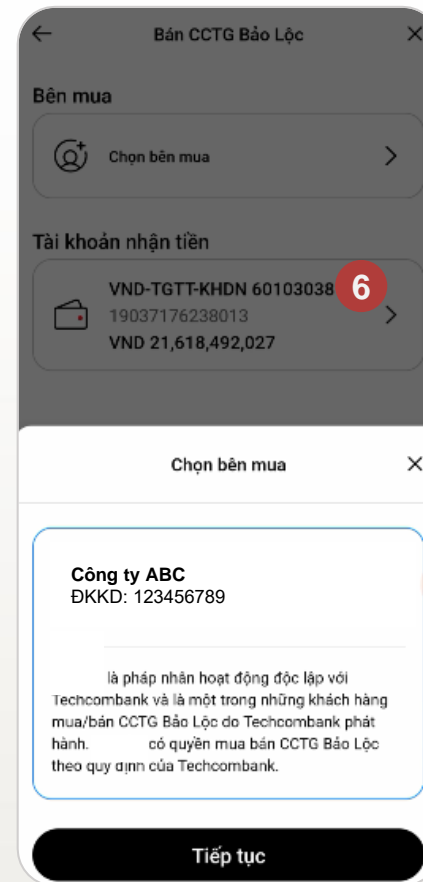 Bán CCTG Bảo Lộc
Bên mua
Chọn bên mua
Tài khoản nhận tiền
VND-TGTT-KHDN 60103038
6
19037176238013
VND 21,618,492,027
Chọn bên mua
Công ty ABC
ĐKKD: 123456789
là pháp nhân hoạt động độc lập với
Techcombank và là một trong những khách hàng
mua/bán CCTG Bảo Lộc do Techcombank phát
hành. có quyền mua bán CCTG Bảo Lộc
theo quy định của Techcombank.
Tiếp tục